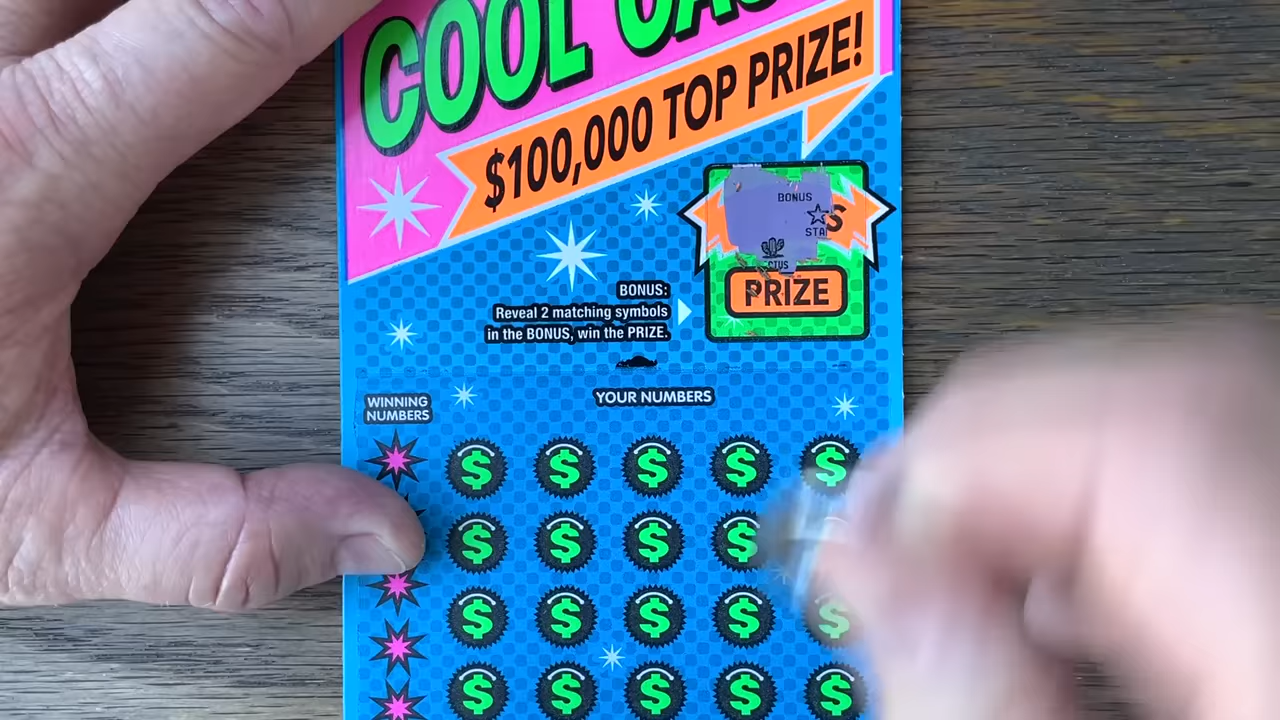 COOL
$100,000 TOP PRIZE!
BONUS
STA
PRIZE
BONUS:
Reveal 2 matching symbols
in the BONUS, win the PRIZE.
WINNING
NUMBERS
YOUR NUMBERS
$ $ $ $ $
$ $ $ $
$ $ $ $ $
$ $ $ $ $